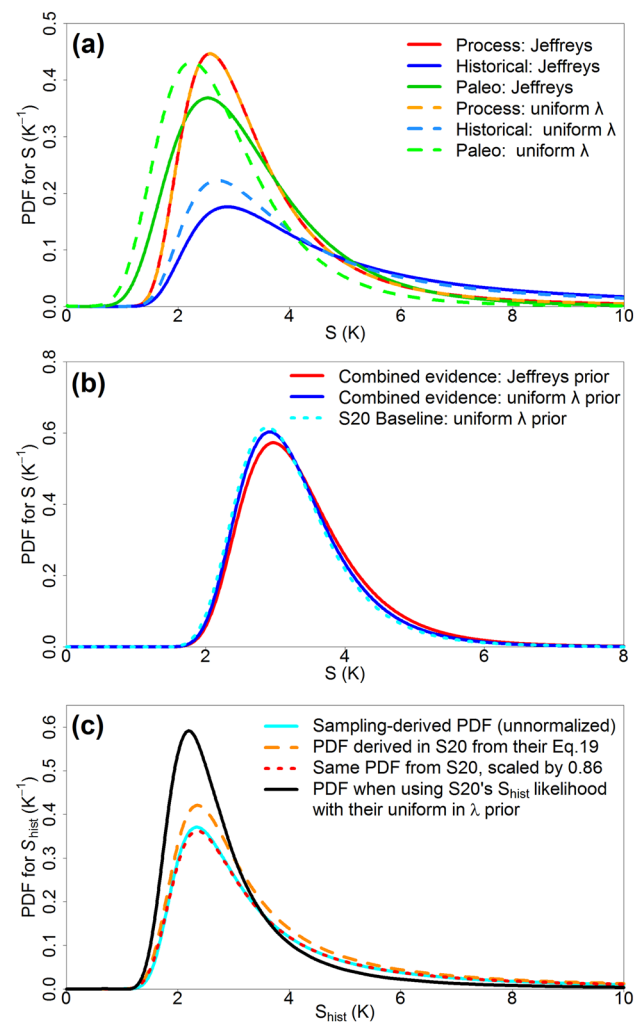 (a)
Process: Jeffreys
Historical: Jeffreys
Paleo: Jeffreys
Process: uniform λ
Historical: uniform λ
Paleo: uniform λ
PDF for S (K⁻¹)
0.5
0.4
0.3
0.2
0.1
0.0
0 2 4 6 8 10
S (K)
(b)
Combined evidence: Jeffreys prior
Combined evidence: uniform λ prior
S20 Baseline: uniform λ prior
PDF for S (K⁻¹)
0.8
0.6
0.4
0.2
0.0
0 2 4 6 8
S (K)
(c)
Sampling-derived PDF (unnormalized)
PDF derived in S20 from their Eq.19
Same PDF from S20, scaled by 0.86
PDF when using S20's Shist likelihood
with their uniform in λ prior
PDF for Shist (K⁻¹)
0.6
0.5
0.4
0.3
0.2
0.1
0.0
0 2 4 6 8 10
Shist (K)